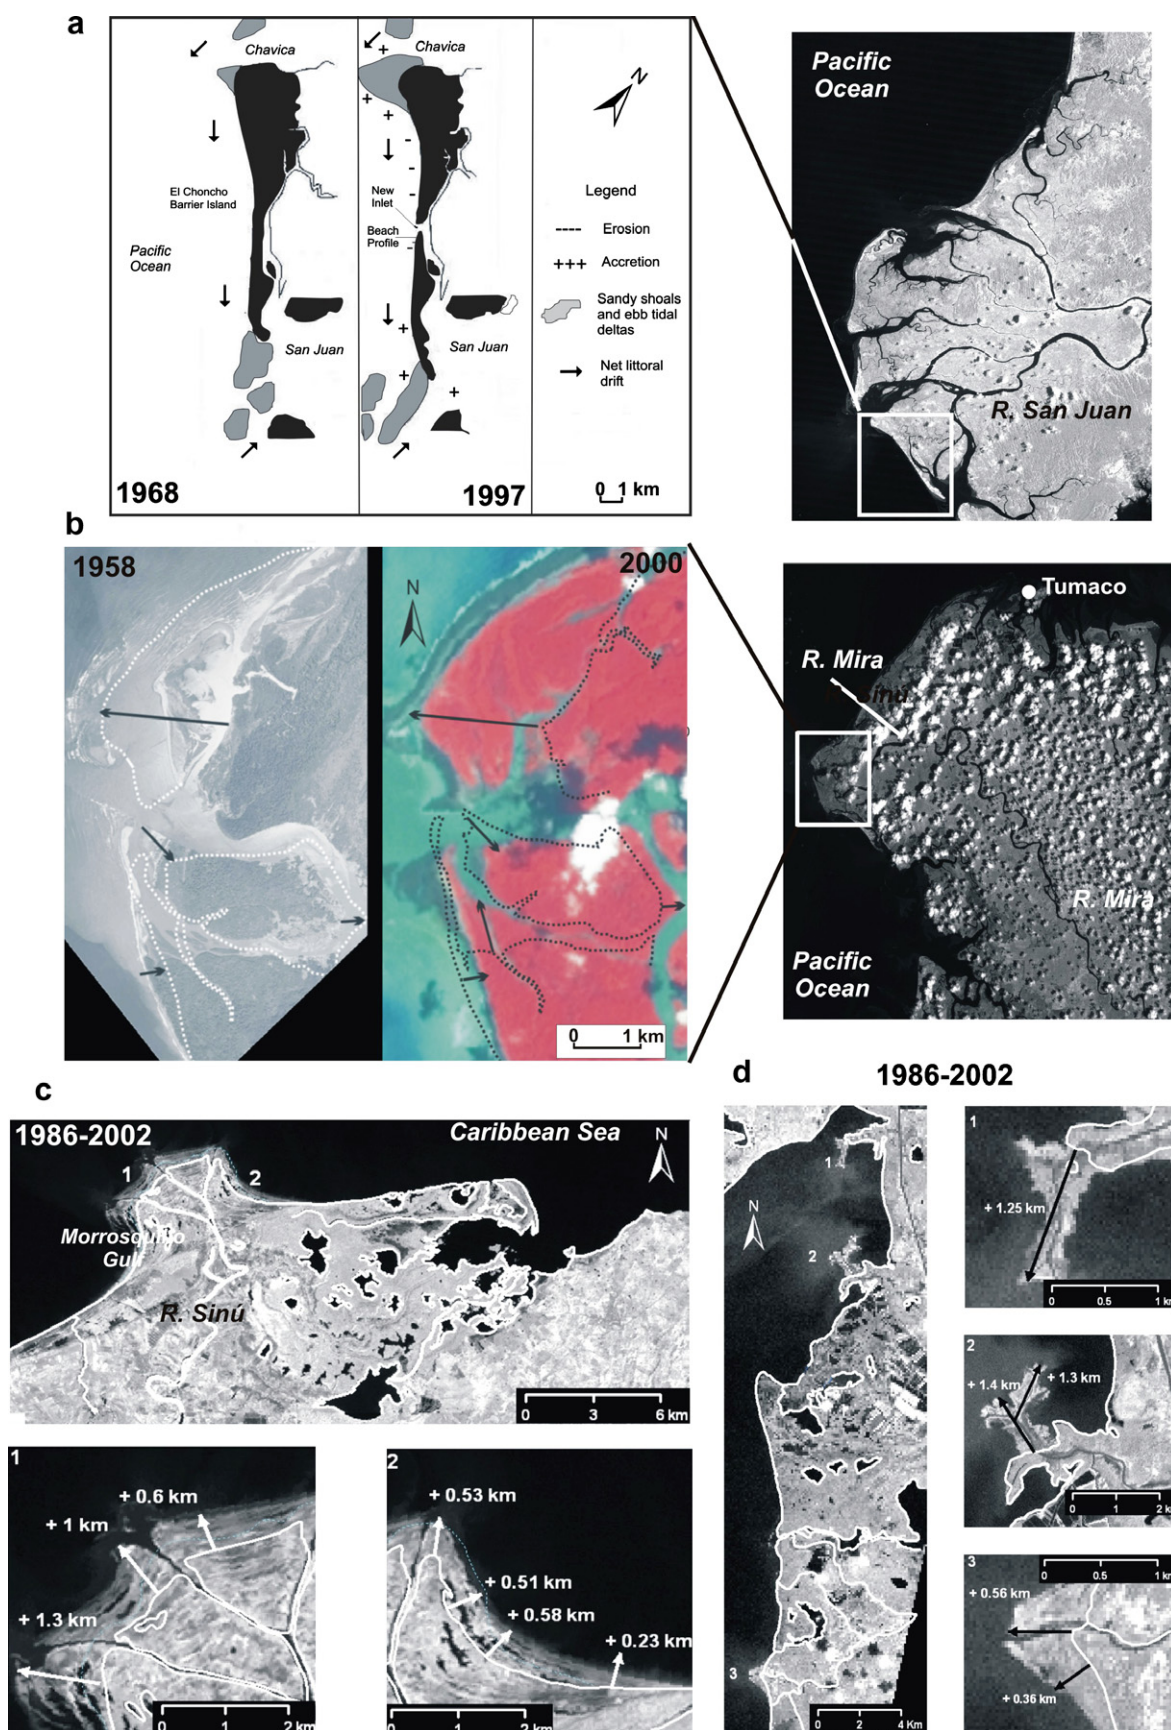 a
Chavica
El Choncho
Barrier Island
Pacific
Ocean
San Juan
1968
Chavica
New
Inlet
Beach
Profile
San Juan
1997
N
Legend
---- Erosion
+++ Accretion
Sandy shoals
and ebb tidal
deltas
Net littoral
drift
0 1 km
Pacific
Ocean
R. San Juan
b
1958
2000
N
0 1 km
Tumaco
R. Mira
R. Sinú
R. Mira
Pacific
Ocean
c
1986-2002
Caribbean Sea
N
1
2
Morrosquillo
Gulf
R. Sinú
0 3 6 km
1
+ 0.6 km
+ 1 km
+ 1.3 km
0 1 2 km
2
+ 0.53 km
+ 0.51 km
+ 0.58 km
+ 0.23 km
0 1 2 km
d
1986-2002
1
N
2
3
0 2 4 Km
1
+ 1.25 km
0 0.5 1 km
2
+ 1.3 km
+ 1.4 km
0 1 2 km
3
0 0.5 1 km
+ 0.56 km
+ 0.36 km